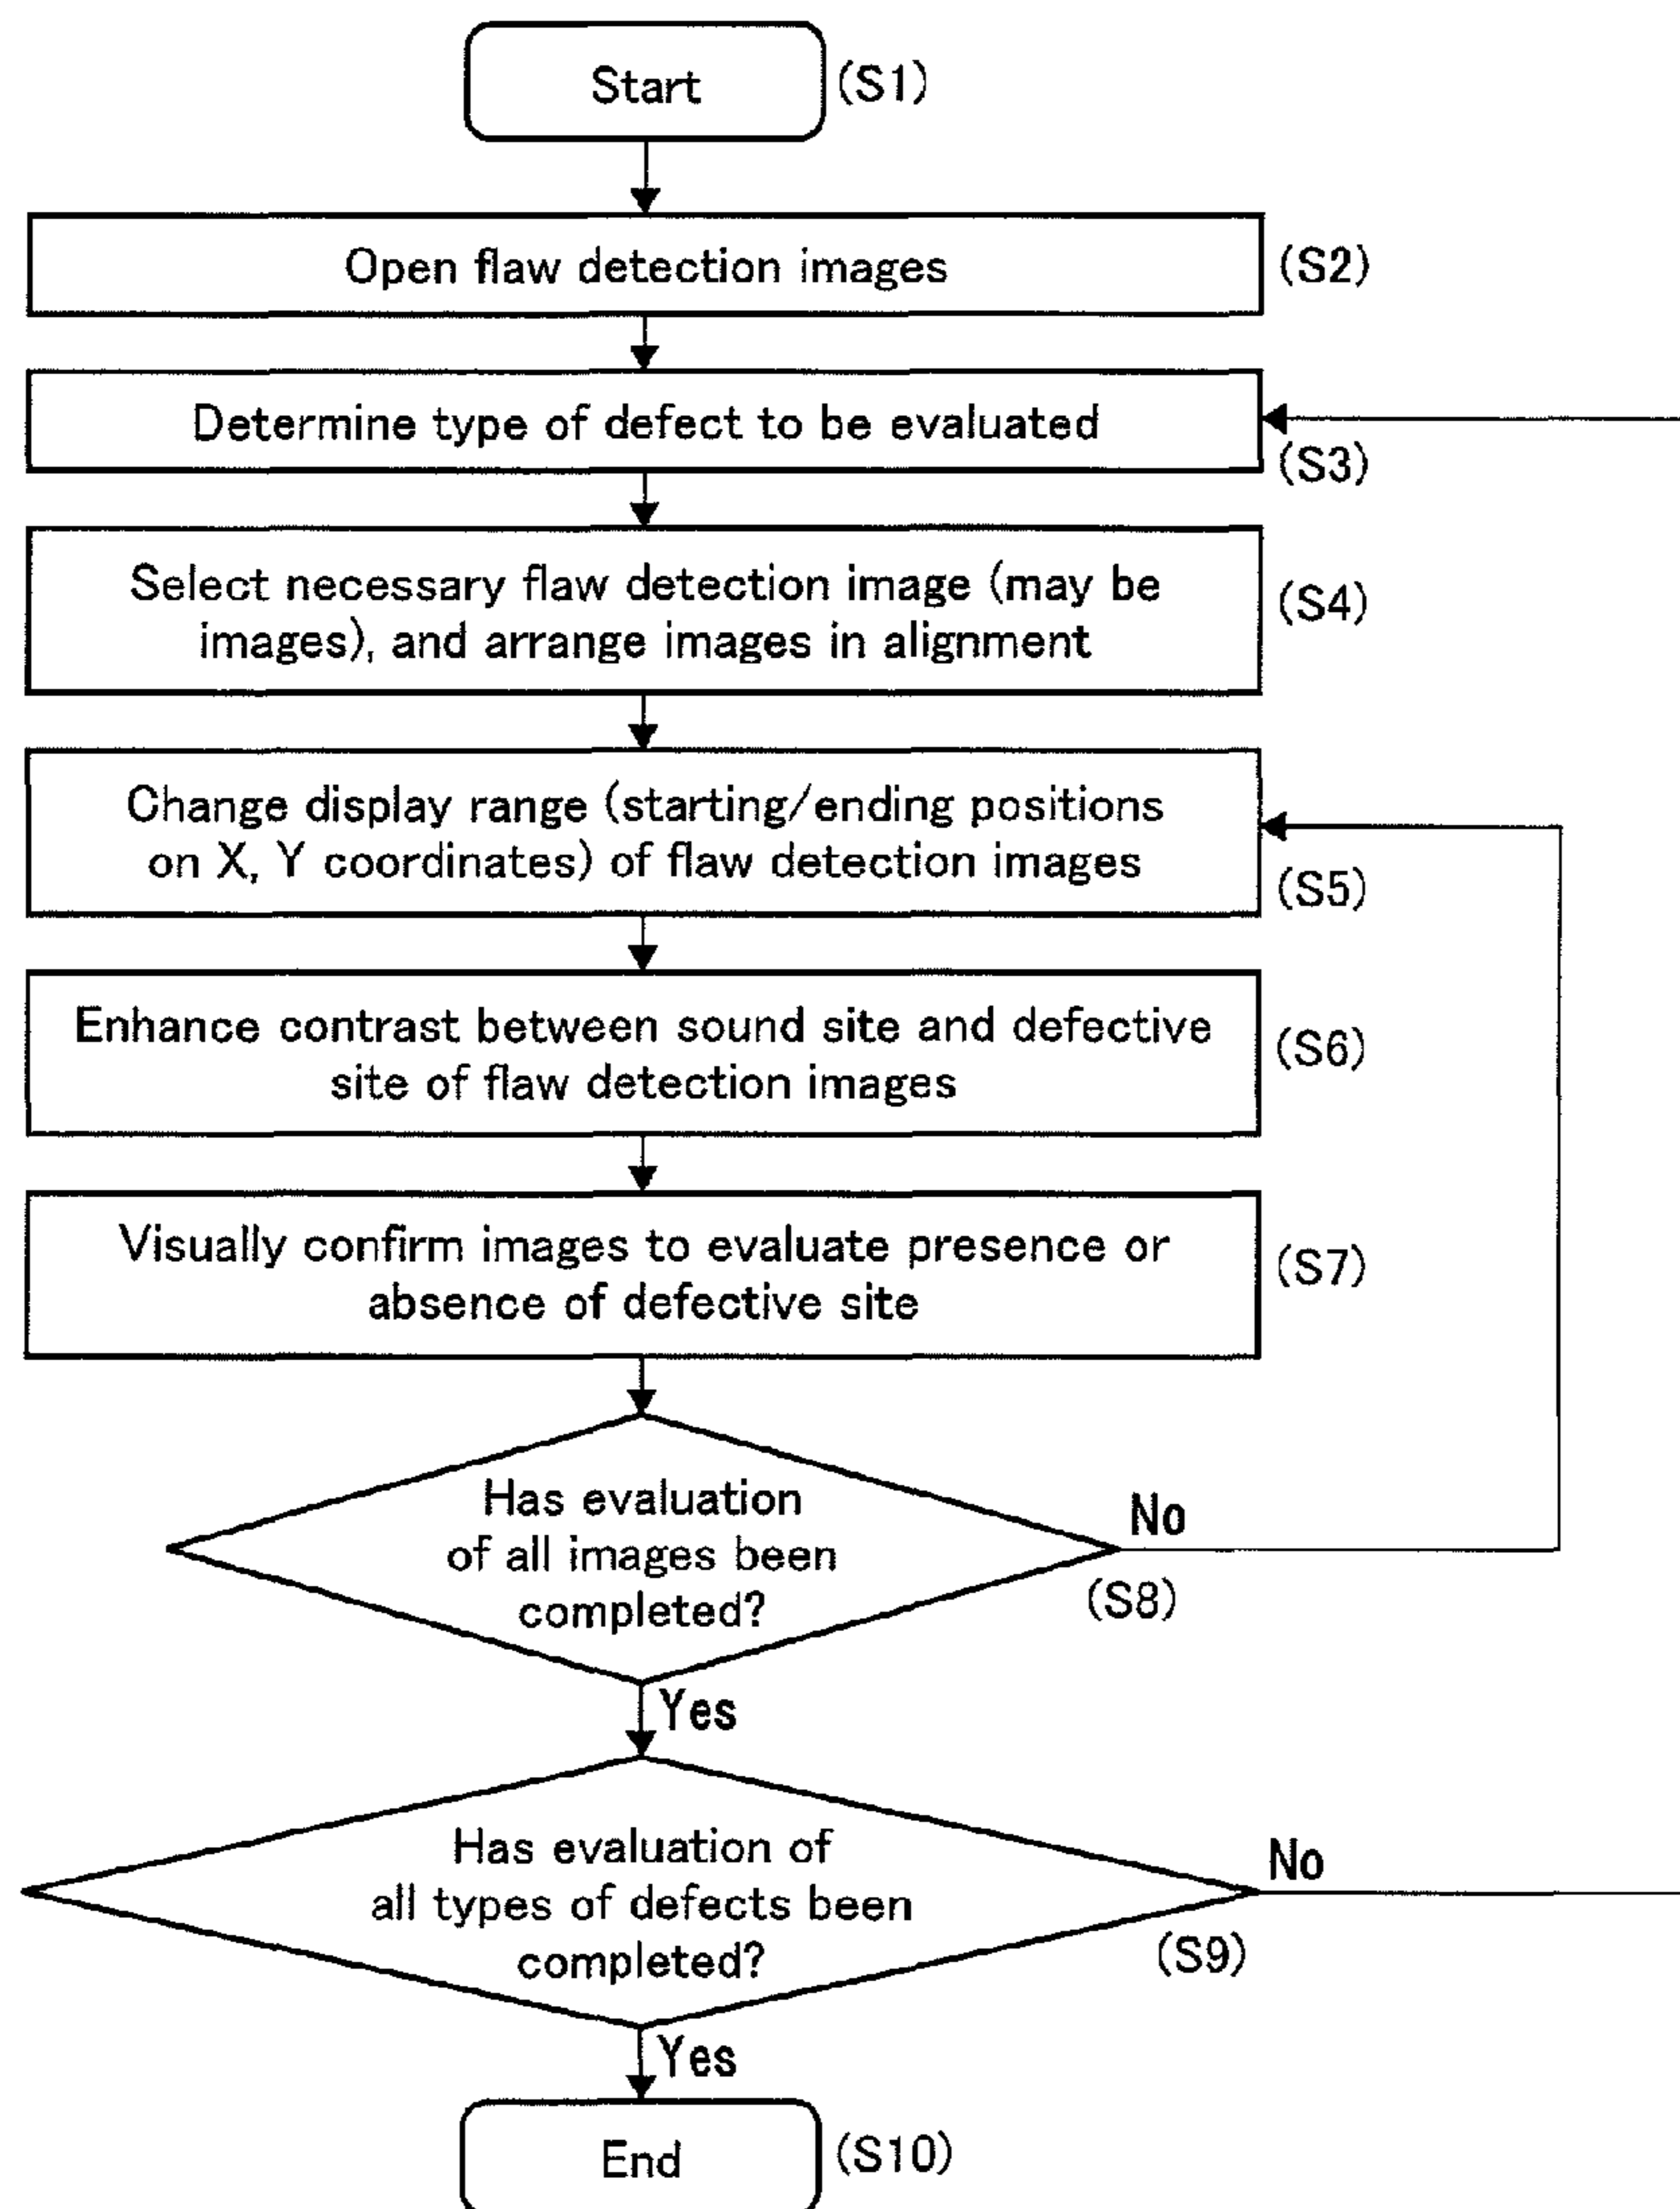 Start
(S1)
Open flaw detection images
(S2)
Determine type of defect to be evaluated
(S3)
Select necessary flaw detection image (may be
images), and arrange images in alignment
(S4)
Change display range (starting/ending positions
on X, Y coordinates) of flaw detection images
(S5)
Enhance contrast between sound site and defective
site of flaw detection images
(S6)
Visually confirm images to evaluate presence or
absence of defective site
(S7)
Has evaluation
of all images been
completed?
No
(S8)
Yes
Has evaluation of
all types of defects been
completed?
No
(S9)
Yes
End
(S10)